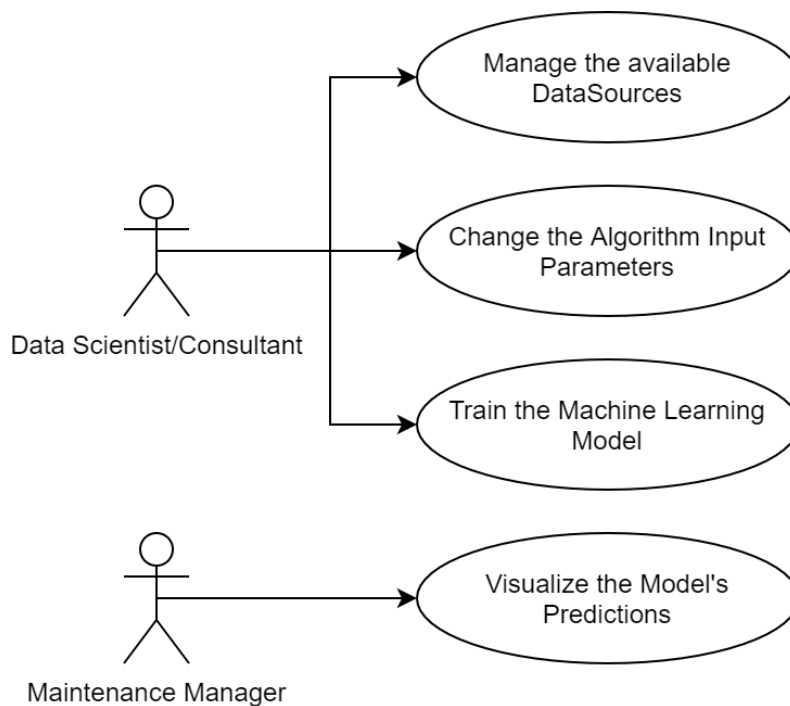 Manage the available
DataSources
Change the Algorithm Input
Parameters
Data Scientist/Consultant
Train the Machine Learning
Model
Visualize the Model's
Predictions
Maintenance Manager